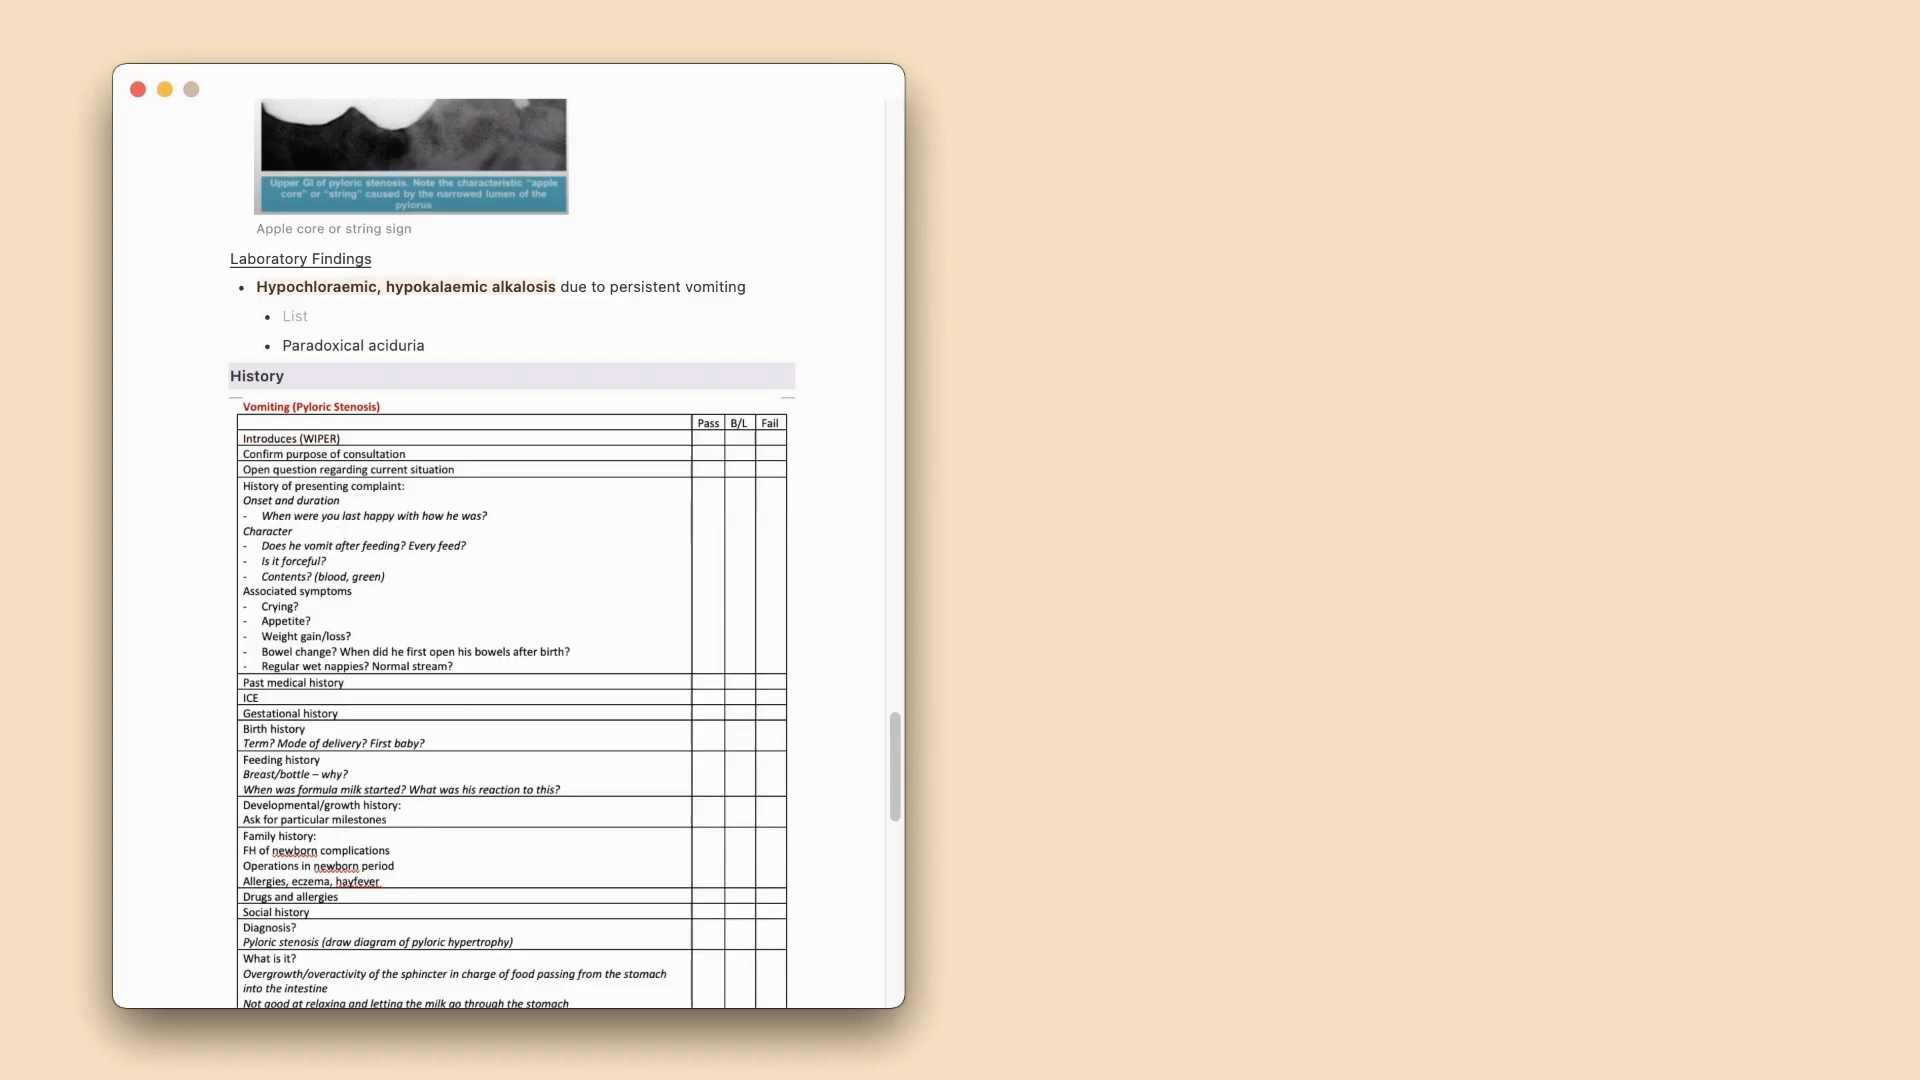 Upper GI of pyloric stenosis. Note the characteristic "apple
core" or "string" caused by the narrowed lumen of the
pylorus
Apple core or string sign
Laboratory Findings
• Hypochloraemic, hypokalaemic alkalosis due to persistent vomiting
• List
• Paradoxical aciduria
History
Vomiting (Pyloric Stenosis)
Pass B/L Fail
Introduces (WIPER)
Confirm purpose of consultation
Open question regarding current situation
History of presenting complaint:
Onset and duration
- When were you last happy with how he was?
Character
- Does he vomit after feeding? Every feed?
- Is it forceful?
- Contents? (blood, green)
Associated symptoms
- Crying?
- Appetite?
- Weight gain/loss?
- Bowel change? When did he first open his bowels after birth?
- Regular wet nappies? Normal stream?
Past medical history
ICE
Gestational history
Birth history
Term? Mode of delivery? First baby?
Feeding history
Breast/bottle – why?
When was formula milk started? What was his reaction to this?
Developmental/growth history:
Ask for particular milestones
Family history:
FH of newborn complications
Operations in newborn period
Allergies, eczema, hayfever
Drugs and allergies
Social history
Diagnosis?
Pyloric stenosis (draw diagram of pyloric hypertrophy)
What is it?
Overgrowth/overactivity of the sphincter in charge of food passing from the stomach
into the intestine
Not good at relaxing and letting the milk go through the stomach